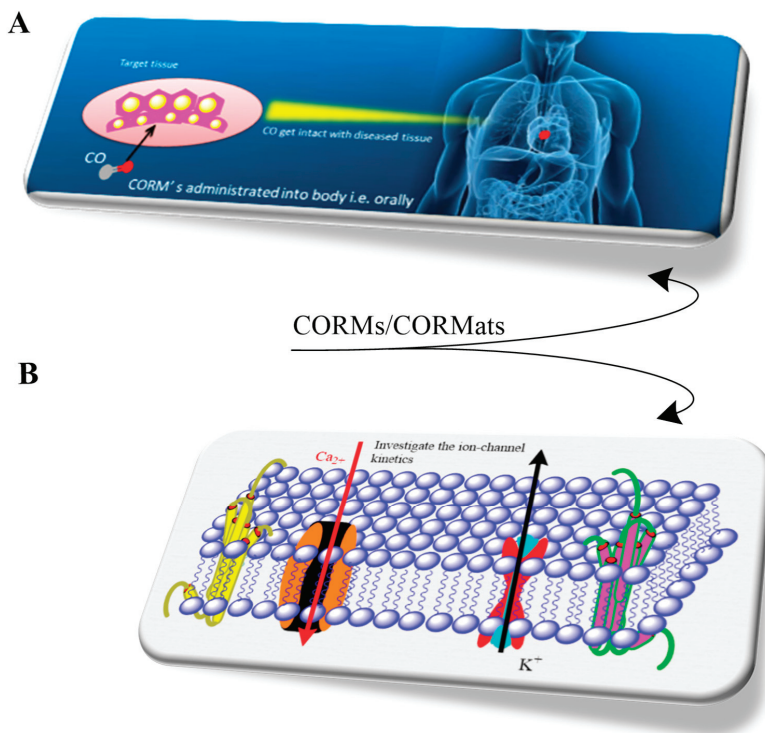 A
Target tissue
CO get intact with diseased tissue
CO
CORM's administrated into body i.e. orally
CORMs/CORMats
B
Investigate the ion-channel
kinetics
Ca2+
K+